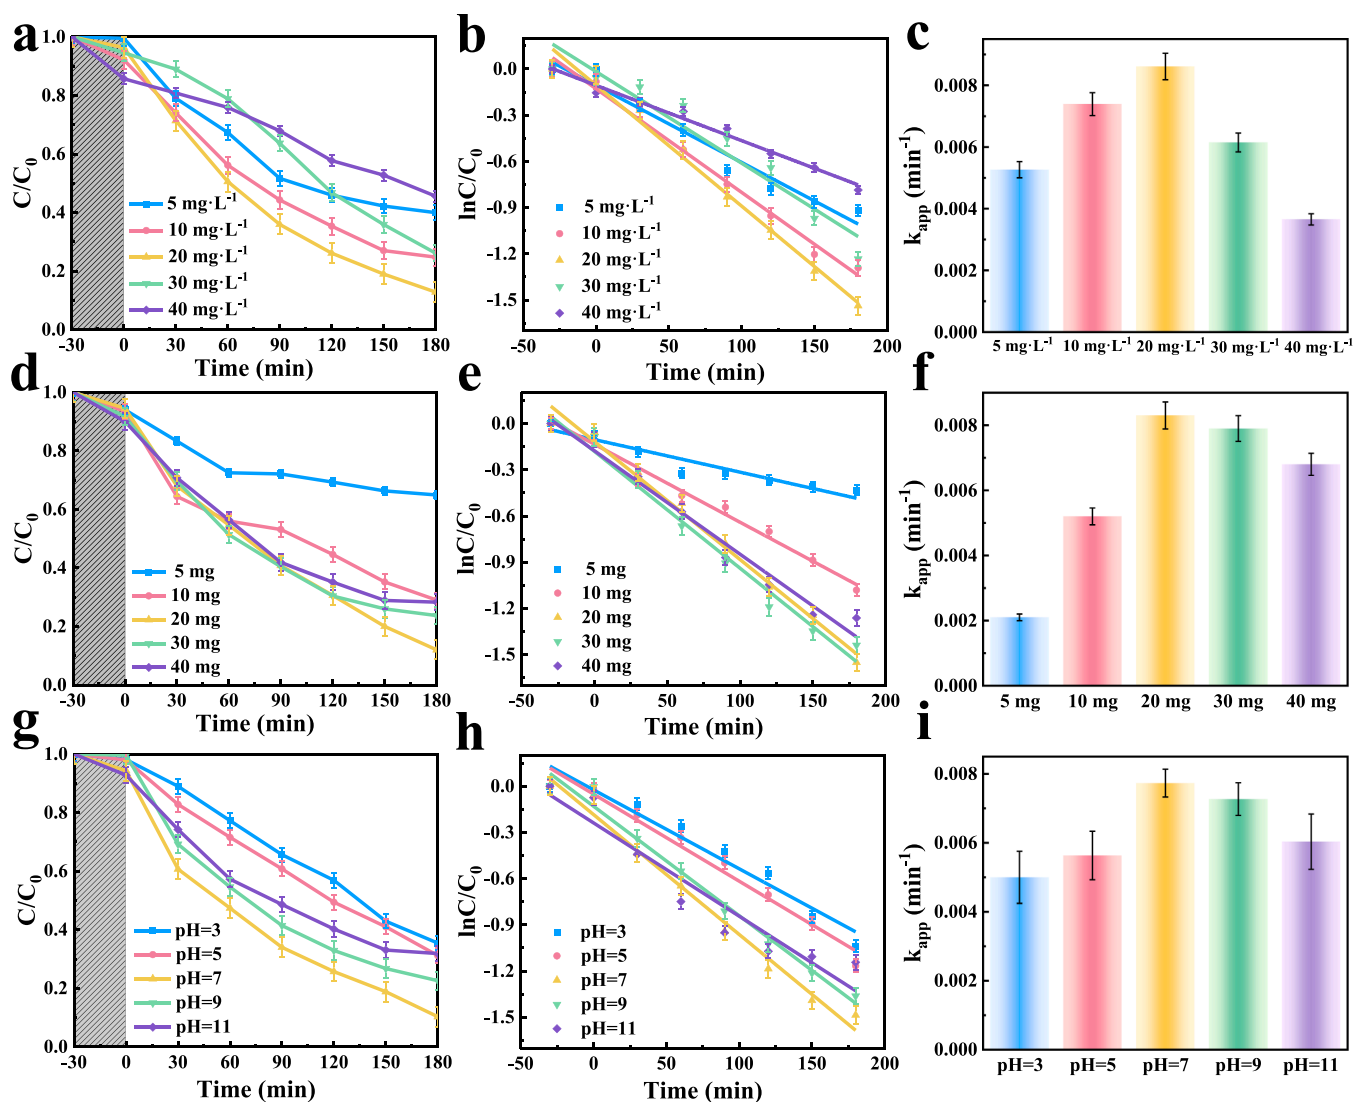 a
C/C0
1.0
0.8
0.6
0.4
0.2
0.0
5 mg·L-1
10 mg·L-1
20 mg·L-1
30 mg·L-1
40 mg·L-1
-30 0 30 60 90 120 150 180
Time (min)
b
lnC/C0
0.0
-0.3
-0.6
-0.9
-1.2
-1.5
5 mg·L-1
10 mg·L-1
20 mg·L-1
30 mg·L-1
40 mg·L-1
-50 0 50 100 150 200
Time (min)
c
kapp (min-1)
0.008
0.006
0.004
0.002
0.000
5 mg·L-1 10 mg·L-1 20 mg·L-1 30 mg·L-1 40 mg·L-1
d
C/C0
1.0
0.8
0.6
0.4
0.2
0.0
5 mg
10 mg
20 mg
30 mg
40 mg
-30 0 30 60 90 120 150 180
Time (min)
e
lnC/C0
0.0
-0.3
-0.6
-0.9
-1.2
-1.5
5 mg
10 mg
20 mg
30 mg
40 mg
-50 0 50 100 150 200
Time (min)
f
kapp (min-1)
0.008
0.006
0.004
0.002
0.000
5 mg 10 mg 20 mg 30 mg 40 mg
g
C/C0
1.0
0.8
0.6
0.4
0.2
0.0
pH=3
pH=5
pH=7
pH=9
pH=11
-30 0 30 60 90 120 150 180
Time (min)
h
lnC/C0
0.0
-0.3
-0.6
-0.9
-1.2
-1.5
pH=3
pH=5
pH=7
pH=9
pH=11
-50 0 50 100 150 200
Time (min)
i
kapp (min-1)
0.008
0.006
0.004
0.002
0.000
pH=3 pH=5 pH=7 pH=9 pH=11